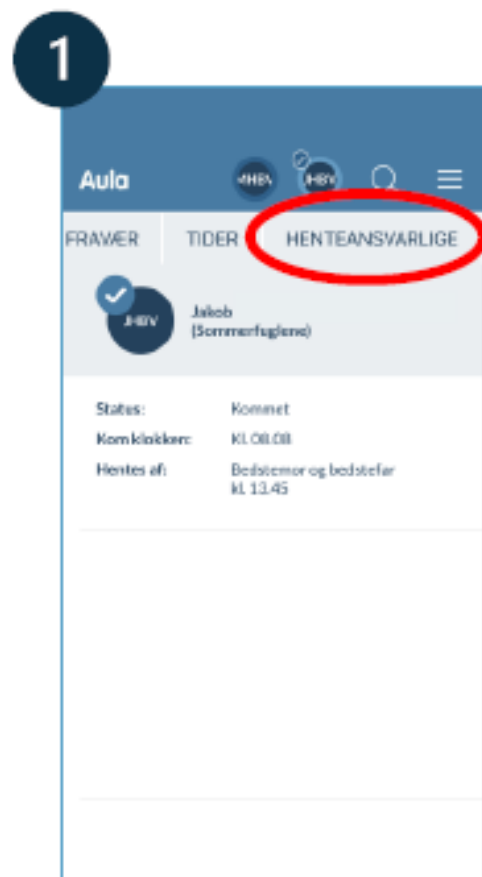 1
Aula
JHBV
FRAVÆR TIDER HENTEANSVARLIGE
JHBV
Jakob
(Sommerfuglene)
Status: Kommet
Kom klokken: Kl. 08.08
Hentes af: Bedstemor og bedstefar
kl. 13.45